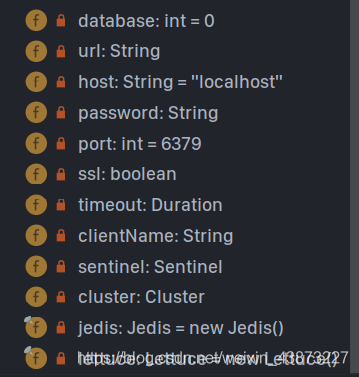 database: int = 0
url: String
host: String = "localhost"
password: String
port: int = 6379
ssl: boolean
timeout: Duration
clientName: String
sentinel: Sentinel
cluster: Cluster
jedis: Jedis = new Jedis()
lettuce: Lettuce = new Lettuce()
https://blog.csdn.net/weixin_43873227